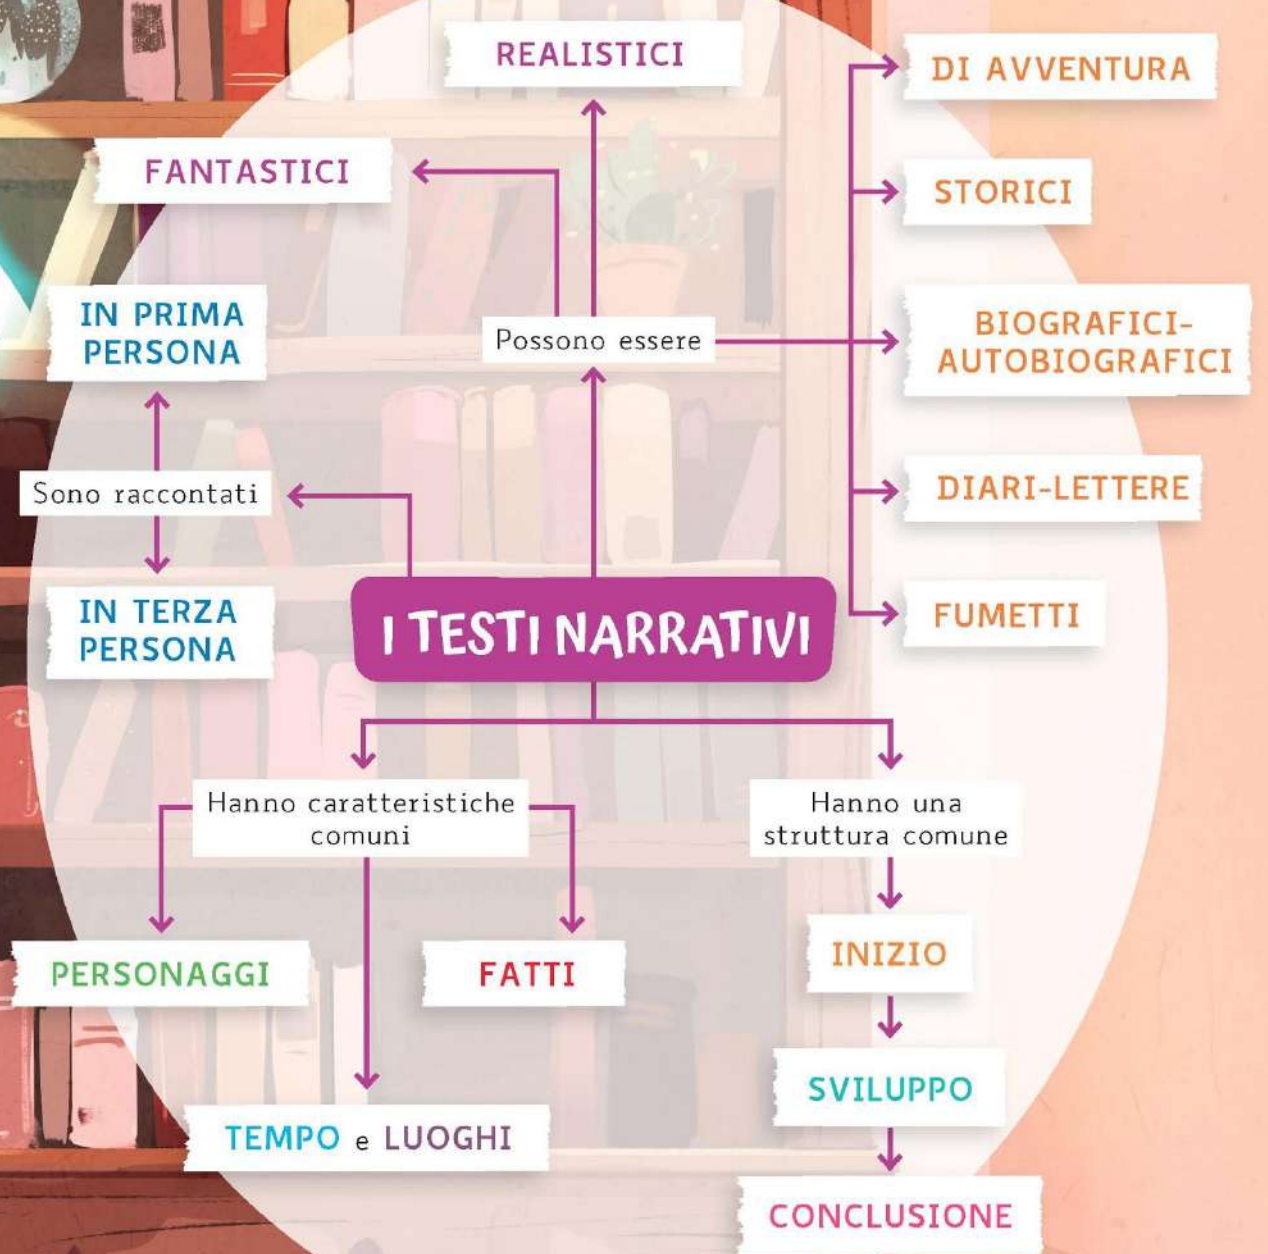 REALISTICI
DI AVVENTURA
FANTASTICI
STORICI
IN PRIMA
PERSONA
Possono essere
BIOGRAFICI-
AUTOBIOGRAFICI
Sono raccontati
DIARI-LETTERE
IN TERZA
PERSONA
I TESTI NARRATIVI
FUMETTI
Hanno caratteristiche
comuni
Hanno una
struttura comune
PERSONAGGI
FATTI
INIZIO
TEMPO e LUOGHI
SVILUPPO
CONCLUSIONE